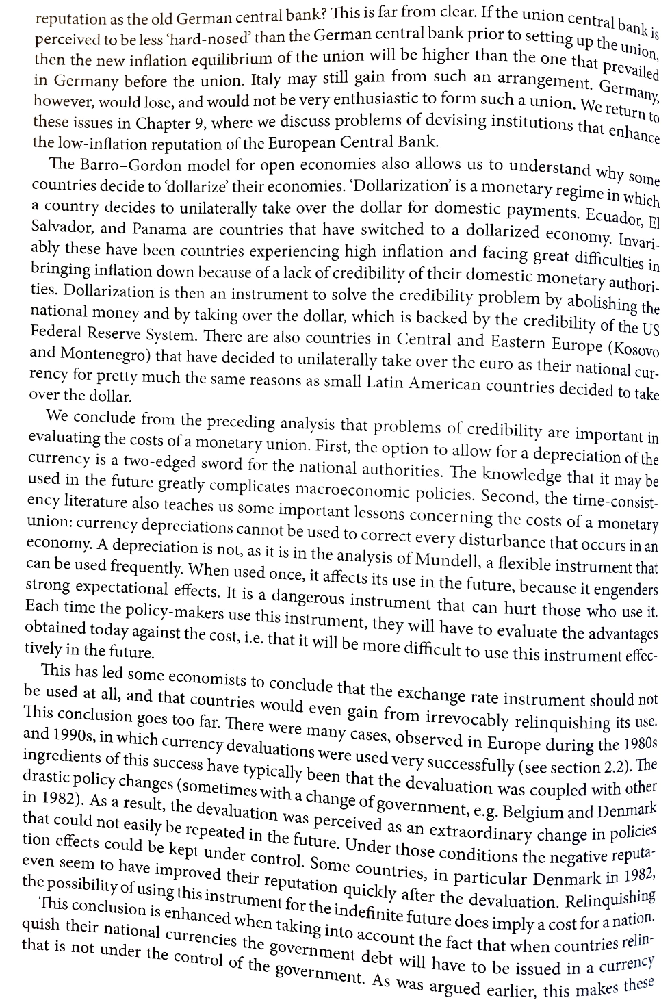 reputation as the old German central bank? This is far from clear. If the union central bank is
perceived to be less ‘hard-nosed’ than the German central bank prior to setting up the union,
then the new inflation equilibrium of the union will be higher than the one that prevailed
in Germany before the union. Italy may still gain from such an arrangement. Germany,
however, would lose, and would not be very enthusiastic to form such a union. We return to
these issues in Chapter 9, where we discuss problems of devising institutions that enhance
the low-inflation reputation of the European Central Bank.
The Barro–Gordon model for open economies also allows us to understand why some
countries decide to ‘dollarize’ their economies. ‘Dollarization’ is a monetary regime in which
a country decides to unilaterally take over the dollar for domestic payments. Ecuador, El
Salvador, and Panama are countries that have switched to a dollarized economy. Invari-
ably these have been countries experiencing high inflation and facing great difficulties in
bringing inflation down because of a lack of credibility of their domestic monetary authori-
ties. Dollarization is then an instrument to solve the credibility problem by abolishing the
national money and by taking over the dollar, which is backed by the credibility of the US
Federal Reserve System. There are also countries in Central and Eastern Europe (Kosovo
and Montenegro) that have decided to unilaterally take over the euro as their national cur-
rency for pretty much the same reasons as small Latin American countries decided to take
over the dollar.
We conclude from the preceding analysis that problems of credibility are important in
evaluating the costs of a monetary union. First, the option to allow for a depreciation of the
currency is a two-edged sword for the national authorities. The knowledge that it may be
used in the future greatly complicates macroeconomic policies. Second, the time-consist-
ency literature also teaches us some important lessons concerning the costs of a monetary
union: currency depreciations cannot be used to correct every disturbance that occurs in an
economy. A depreciation is not, as it is in the analysis of Mundell, a flexible instrument that
can be used frequently. When used once, it affects its use in the future, because it engenders
strong expectational effects. It is a dangerous instrument that can hurt those who use it.
Each time the policy-makers use this instrument, they will have to evaluate the advantages
obtained today against the cost, i.e. that it will be more difficult to use this instrument effec-
tively in the future.
This has led some economists to conclude that the exchange rate instrument should not
be used at all, and that countries would even gain from irrevocably relinquishing its use.
This conclusion goes too far. There were many cases, observed in Europe during the 1980s
and 1990s, in which currency devaluations were used very successfully (see section 2.2). The
ingredients of this success have typically been that the devaluation was coupled with other
drastic policy changes (sometimes with a change of government, e.g. Belgium and Denmark
in 1982). As a result, the devaluation was perceived as an extraordinary change in policies
that could not easily be repeated in the future. Under those conditions the negative reputa-
tion effects could be kept under control. Some countries, in particular Denmark in 1982,
even seem to have improved their reputation quickly after the devaluation. Relinquishing
the possibility of using this instrument for the indefinite future does imply a cost for a nation.
This conclusion is enhanced when taking into account the fact that when countries relin-
quish their national currencies the government debt will have to be issued in a currency
that is not under the control of the government. As was argued earlier, this makes these